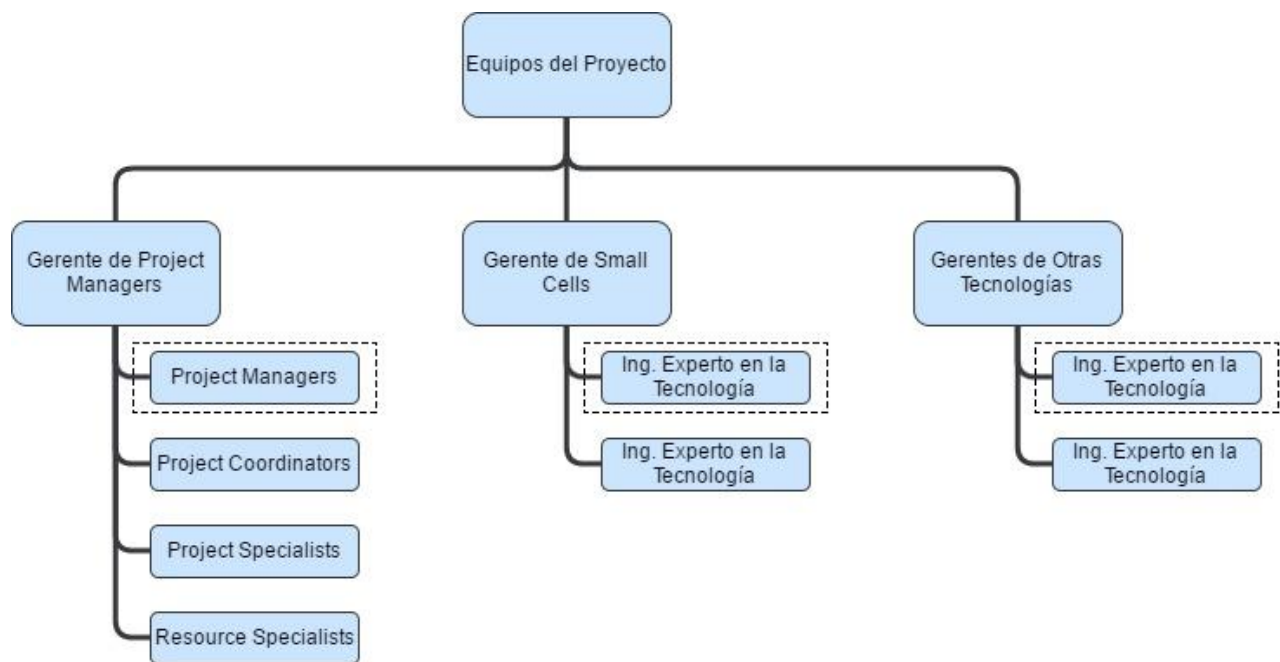 Equipos del Proyecto
Gerente de Project
Managers
Gerente de Small
Cells
Gerentes de Otras
Tecnologías
Project Managers
Project Coordinators
Project Specialists
Resource Specialists
Ing. Experto en la
Tecnología
Ing. Experto en la
Tecnología
Ing. Experto en la
Tecnología
Ing. Experto en la
Tecnología